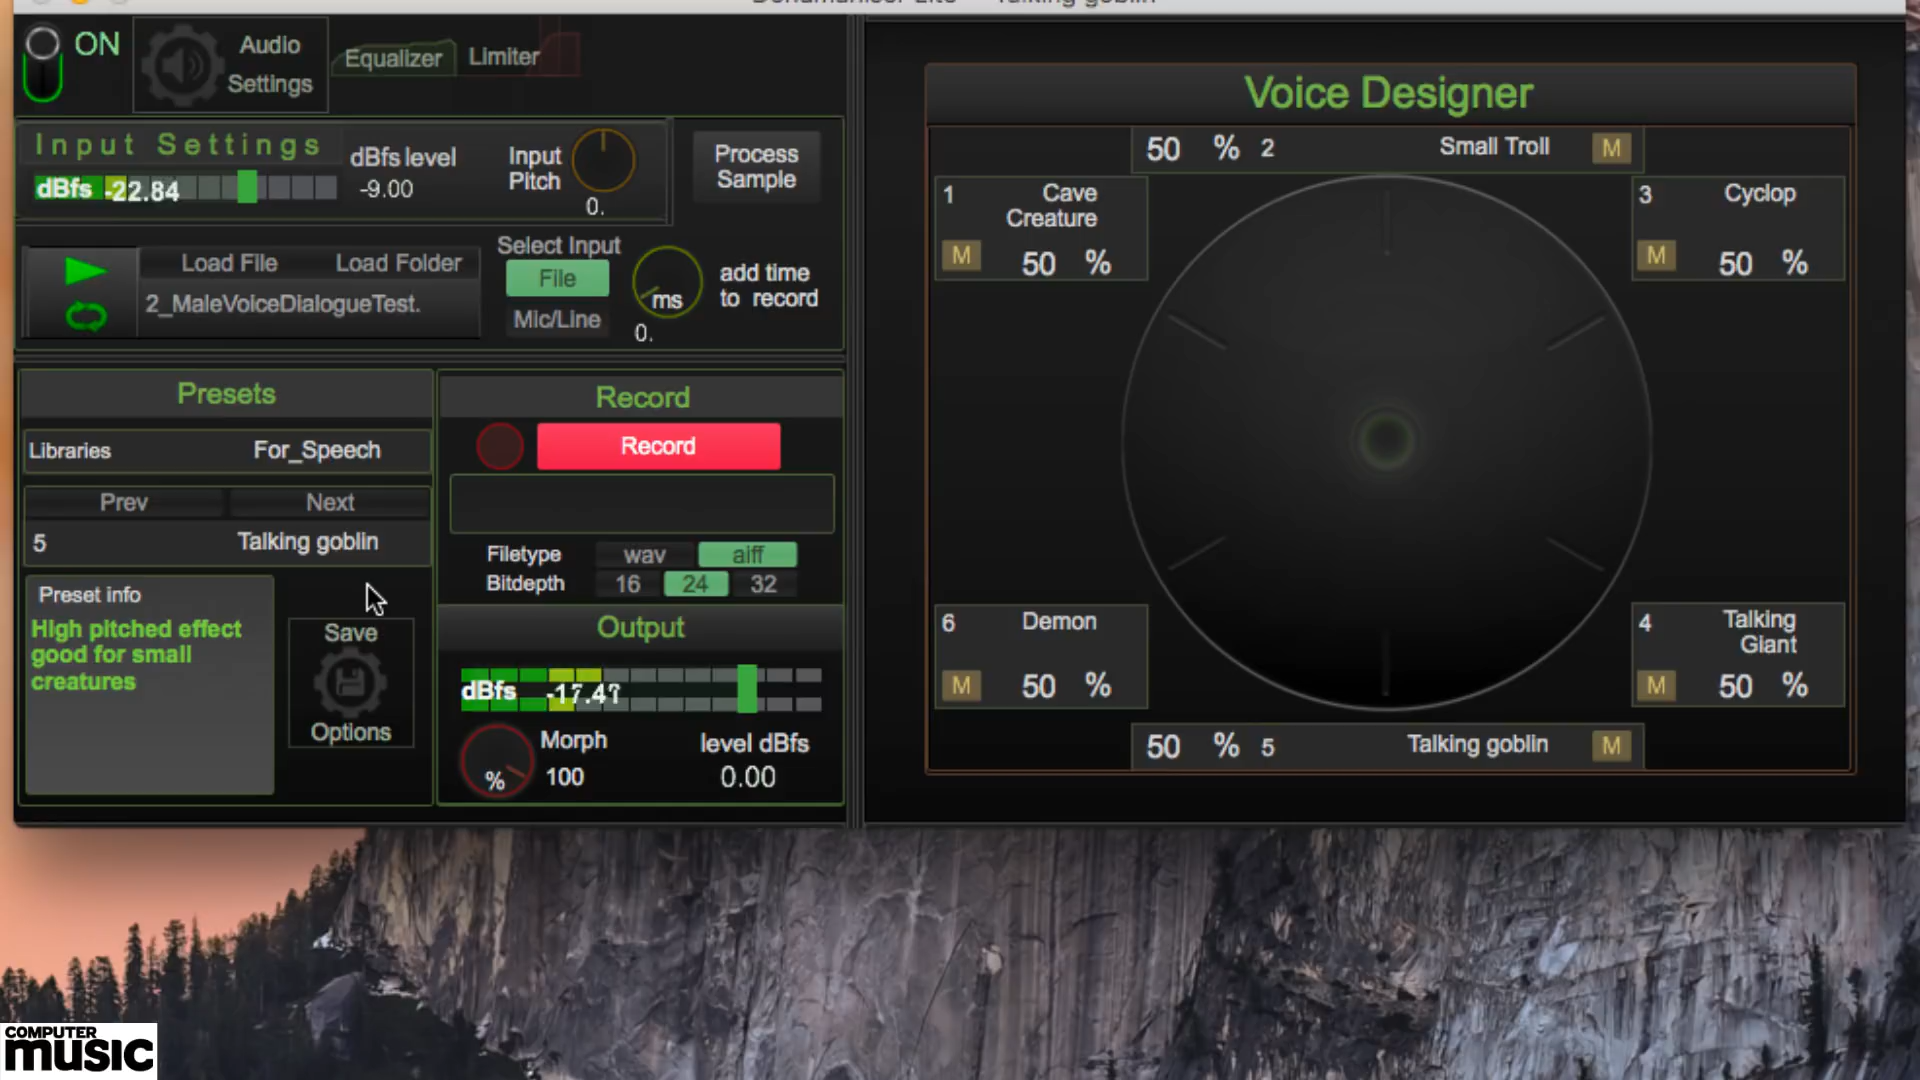 Dehumaniser Lite - Talking goblin
ON
Audio
Settings
Equalizer
Limiter
Input Settings
dBfs -22.84
dBfs level
-9.00
Input
Pitch
0.
Process
Sample
Load File
Load Folder
2_MaleVoiceDialogueTest.
Select Input
File
Mic/Line
ms
0.
add time
to record
Presets
Libraries
For_Speech
Prev
Next
5
Talking goblin
Preset info
High pitched effect
good for small
creatures
Save
Options
Record
Record
Filetype
wav
aiff
Bitdepth
16
24
32
Output
dBfs -17.47
%
Morph
100
level dBfs
0.00
Voice Designer
50 % 2 Small Troll M
1 Cave
Creature
M 50 %
3 Cyclop
M 50 %
6 Demon
M 50 %
4 Talking
Giant
M 50 %
50 % 5 Talking goblin M
COMPUTER
music